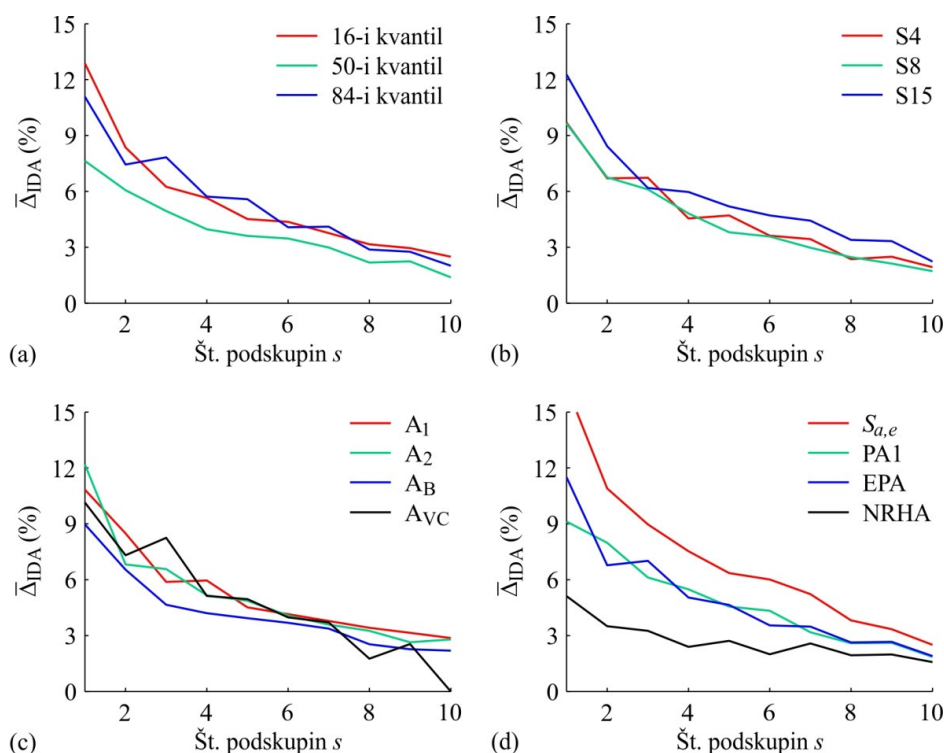 15
12
9
6
3
0
Δ̅IDA (%)
16-i kvantil
50-i kvantil
84-i kvantil
2 4 6 8 10
Št. podskupin s
(a)
15
12
9
6
3
0
Δ̅IDA (%)
S4
S8
S15
2 4 6 8 10
Št. podskupin s
(b)
15
12
9
6
3
0
Δ̅IDA (%)
A1
A2
AB
AVC
2 4 6 8 10
Št. podskupin s
(c)
15
12
9
6
3
0
Δ̅IDA (%)
Sa,e
PA1
EPA
NRHA
2 4 6 8 10
Št. podskupin s
(d)